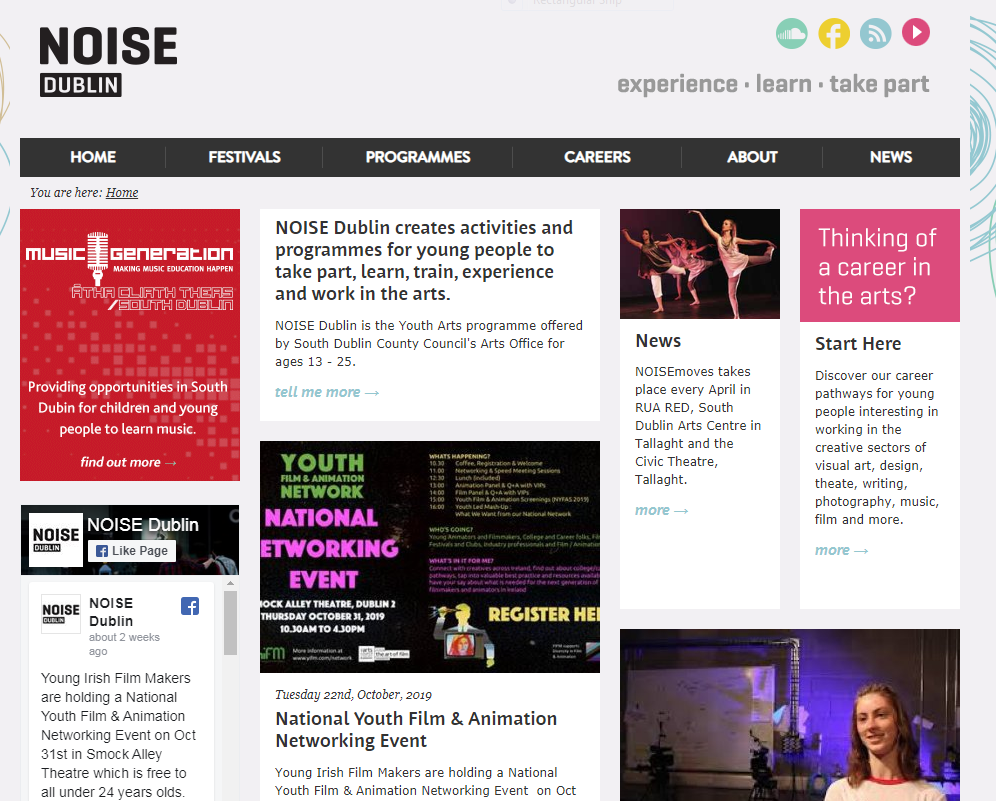 Rectangular Snip
NOISE
DUBLIN
experience · learn · take part
HOME
FESTIVALS
PROGRAMMES
CAREERS
ABOUT
NEWS
You are here: Home
MUSIC GENERATION
MAKING MUSIC EDUCATION HAPPEN
ÁTHA CLIATH THEAS
/SOUTH DUBLIN
Providing opportunities in South
Dubin for children and young
people to learn music.
find out more →
NOISE
DUBLIN
NOISE Dublin
Like Page
NOISE
DUBLIN
NOISE
Dublin
about 2 weeks
ago
Young Irish Film Makers
are holding a National
Youth Film & Animation
Networking Event on Oct
31st in Smock Alley
Theatre which is free to
all under 24 years olds.
NOISE Dublin creates activities and
programmes for young people to
take part, learn, train, experience
and work in the arts.
NOISE Dublin is the Youth Arts programme offered
by South Dublin County Council's Arts Office for
ages 13 - 25.
tell me more →
YOUTH
FILM & ANIMATION
NETWORK
NATIONAL
ETWORKING
EVENT
MOCK ALLEY THEATRE, DUBLIN 2
THURSDAY OCTOBER 31, 2019
10.30AM TO 4.30PM
More information at
www.yifm.com/network
WHATS HAPPENING?
10.30 Coffee, Registration & Welcome
11.00 Networking & Speed Meeting Sessions
12.30 Lunch (Included)
13.00 Animation Panel & Q+A with VIPs
14.00 Film Panel & Q+A with VIPs
15.00 Youth Film & Animation Screenings (NYFAS 2019)
16.00 Youth Led Mash-Up :
What We Want from our National Network
WHO'S GOING?
Young Animators and Filmmakers, College and Career folks, Fil
Festivals and Clubs, Industry professionals and Film / Animation
WHAT'S IN IT FOR ME?
Connect with creatives across Ireland, find out about college/c
pathways, tap into valuable best practice and resources availab
have your say about what is needed for the next generation of
filmmakers and animators in Ireland
REGISTER HE
Tuesday 22nd, October, 2019
National Youth Film & Animation
Networking Event
Young Irish Film Makers are holding a National
Youth Film & Animation Networking Event on Oct
News
NOISEmoves takes
place every April in
RUA RED, South
Dublin Arts Centre in
Tallaght and the
Civic Theatre,
Tallaght.
more →
Thinking of
a career in
the arts?
Start Here
Discover our career
pathways for young
people interesting in
working in the
creative sectors of
visual art, design,
theate, writing,
photography, music,
film and more.
more →